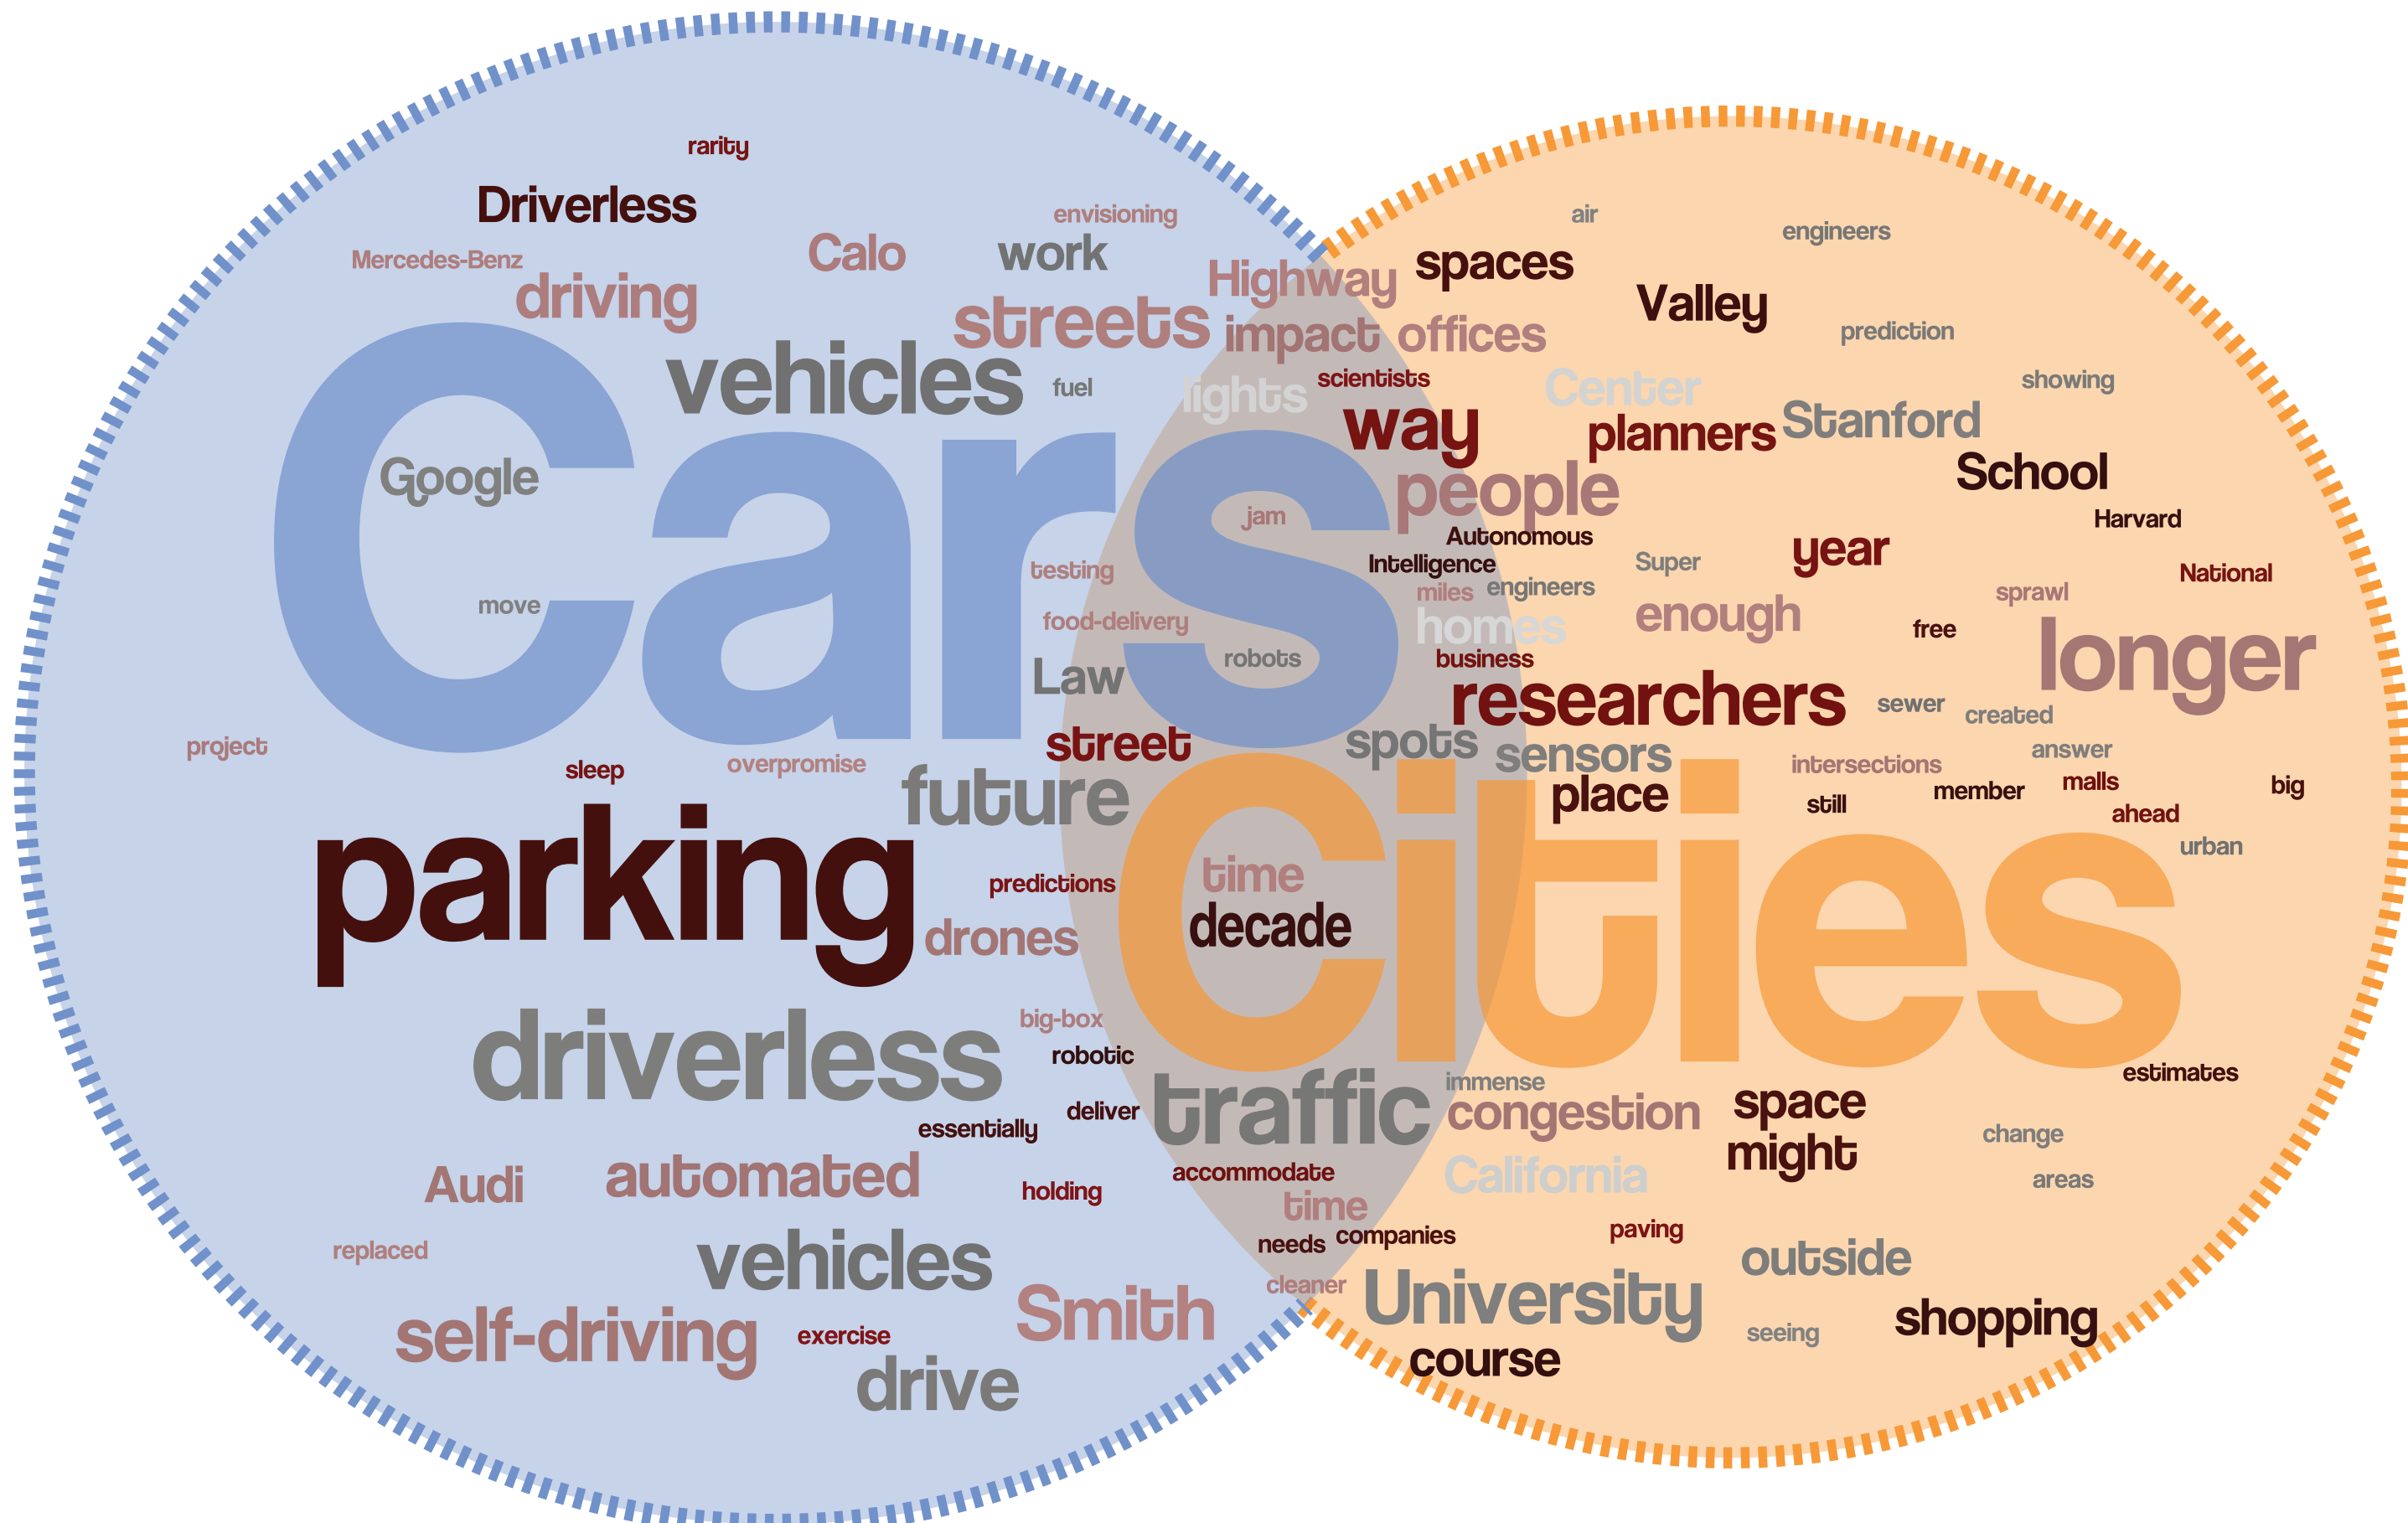 rarity
Driverless
envisioning
Mercedes-Benz
driving
Calo
work
streets
vehicles
fuel
Cars
Google
move
testing
food-delivery
Law
project
sleep
overpromise
street
future
parking
predictions
drones
driverless
big-box
robotic
deliver
essentially
Audi
automated
holding
replaced
vehicles
self-driving
exercise
Smith
drive
Highway
impact
offices
lights
scientists
way
people
jam
Autonomous
Intelligence
miles
engineers
homes
robots
business
researchers
spots
sensors
place
Cities
time
decade
traffic
immense
congestion
accommodate
time
needs
companies
cleaner
air
engineers
spaces
Valley
prediction
showing
Center
planners
Stanford
School
Harvard
year
Super
National
sprawl
enough
free
longer
sewer
created
answer
intersections
member
malls
big
still
ahead
urban
estimates
space
might
change
areas
California
paving
outside
University
seeing
shopping
course